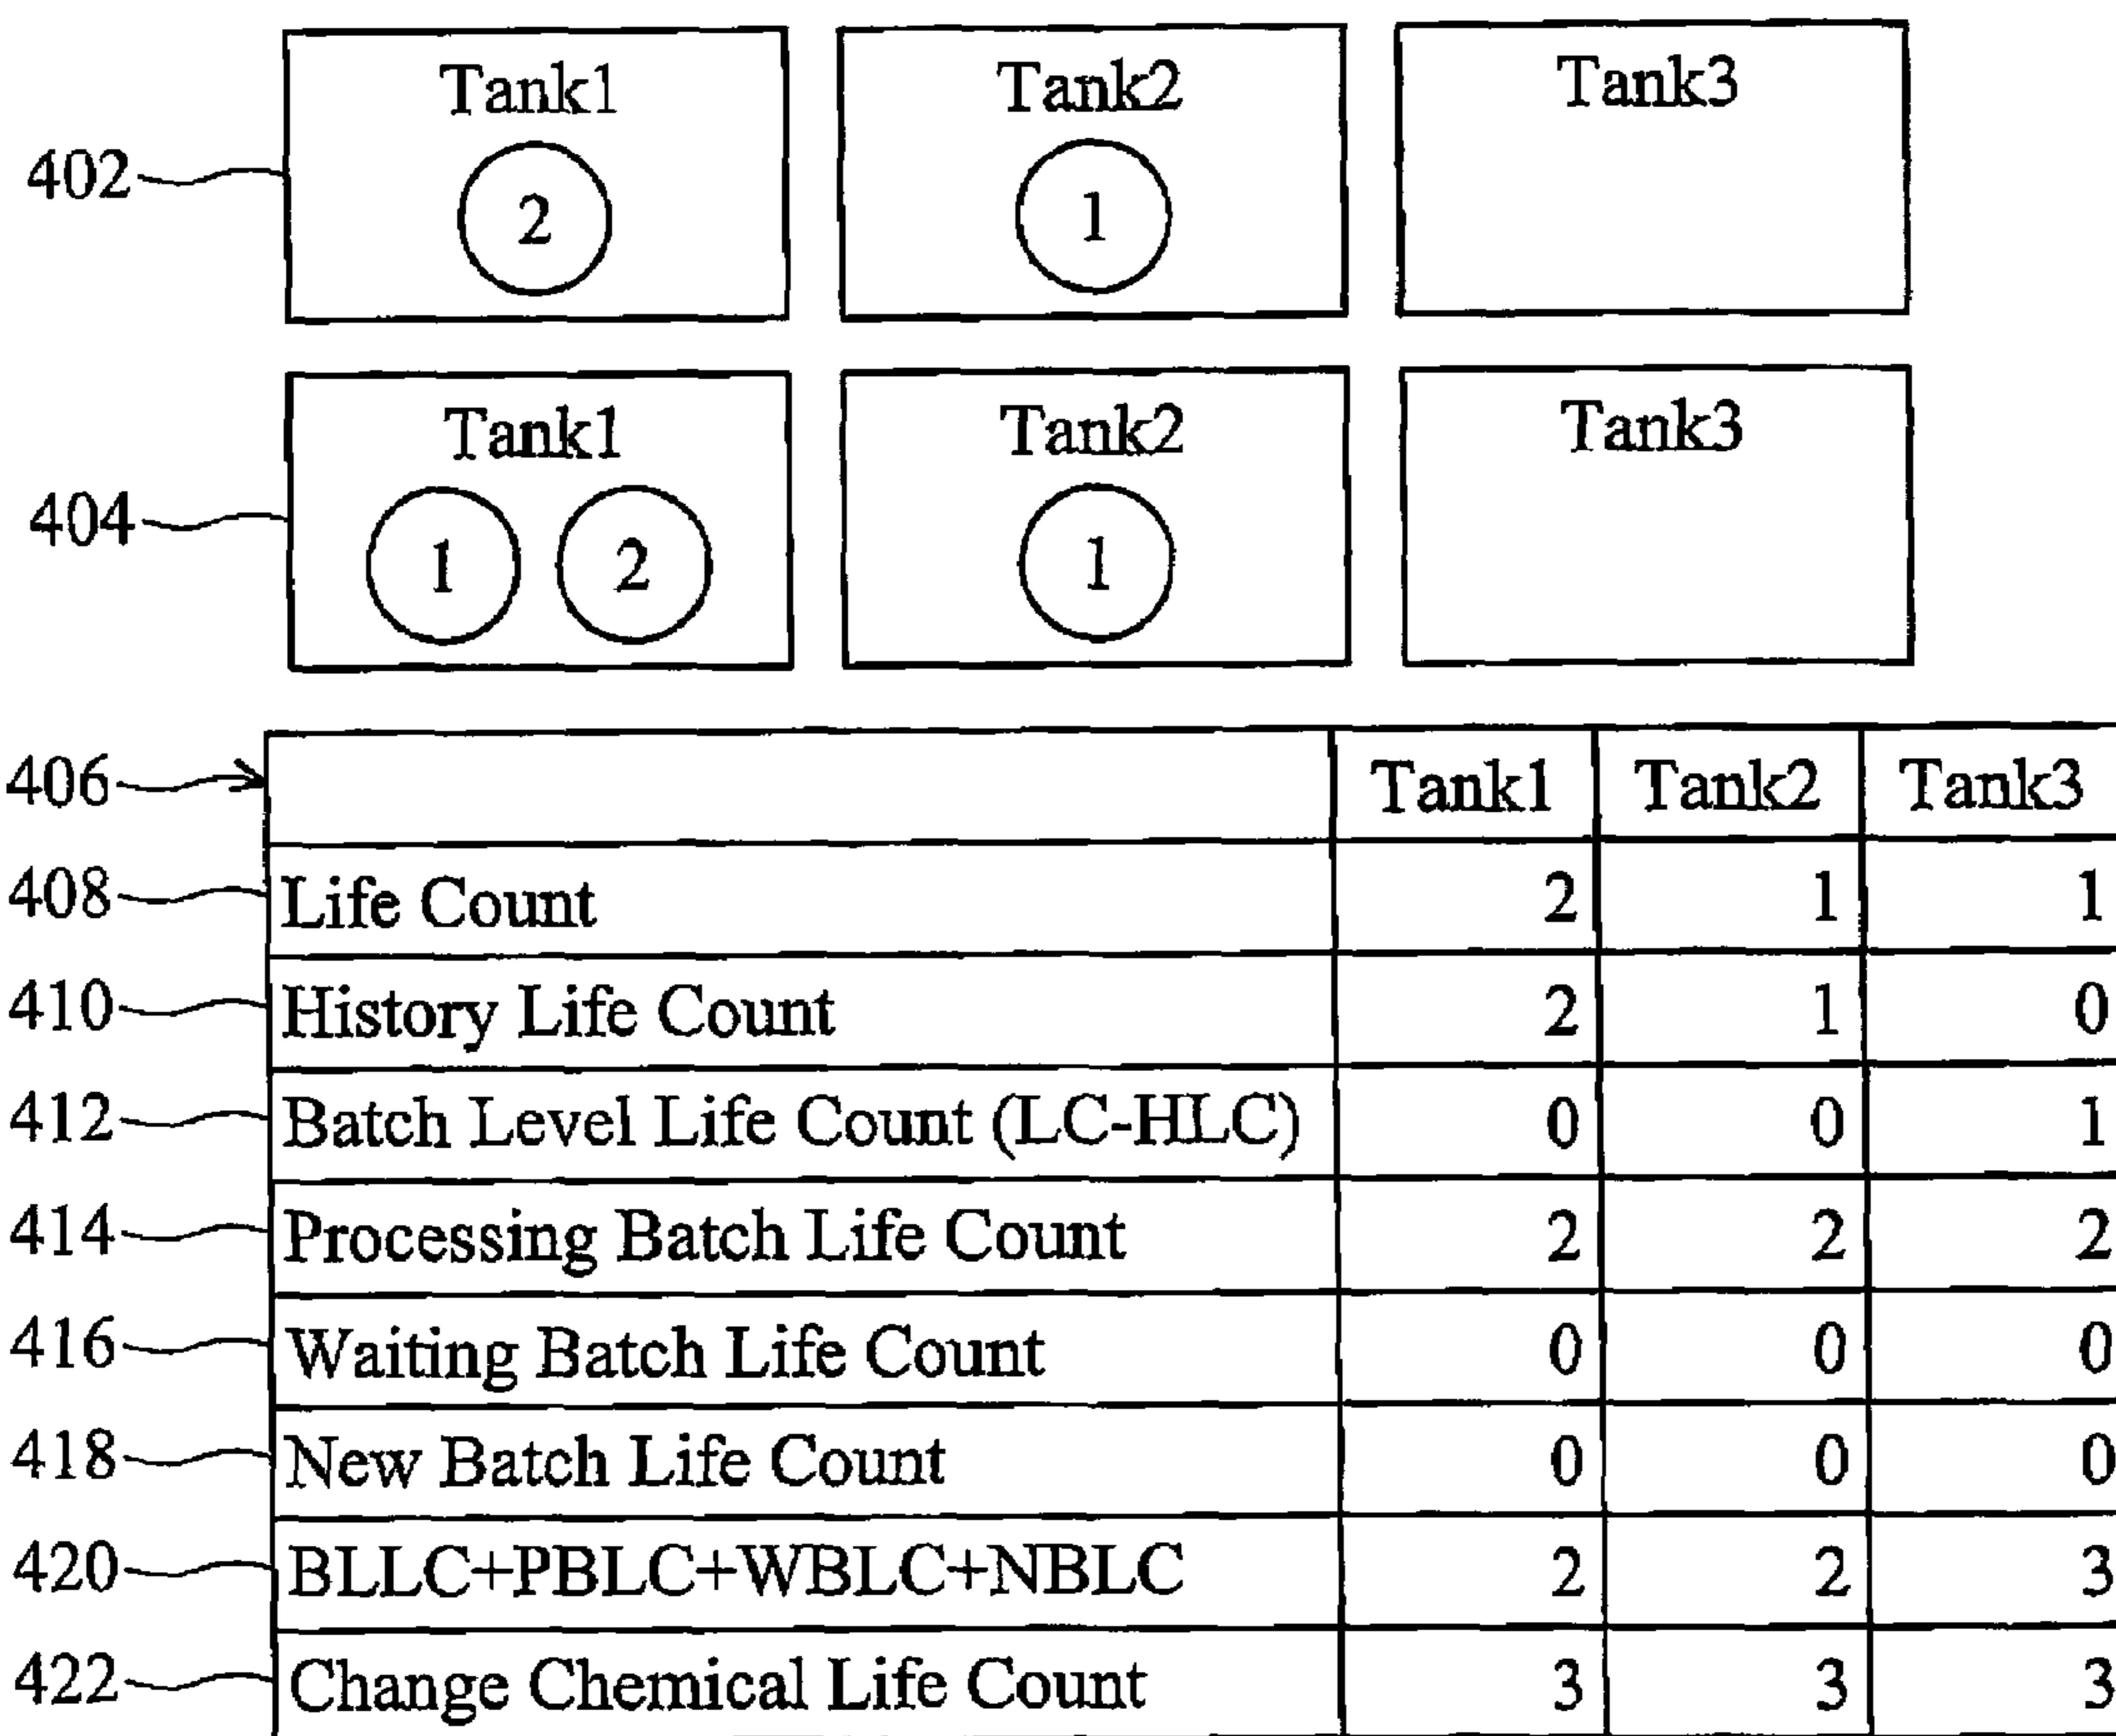 Tank1 Tank2 Tank3
402 2 1
Tank1 Tank2 Tank3
404 1 2 1
406 Tank1 Tank2 Tank3
408 Life Count 2 1 1
410 History Life Count 2 1 0
412 Batch Level Life Count (LC-HLC) 0 0 1
414 Processing Batch Life Count 2 2 2
416 Waiting Batch Life Count 0 0 0
418 New Batch Life Count 0 0 0
420 BLLC+PBLC+WBLC+NBLC 2 2 3
422 Change Chemical Life Count 3 3 3